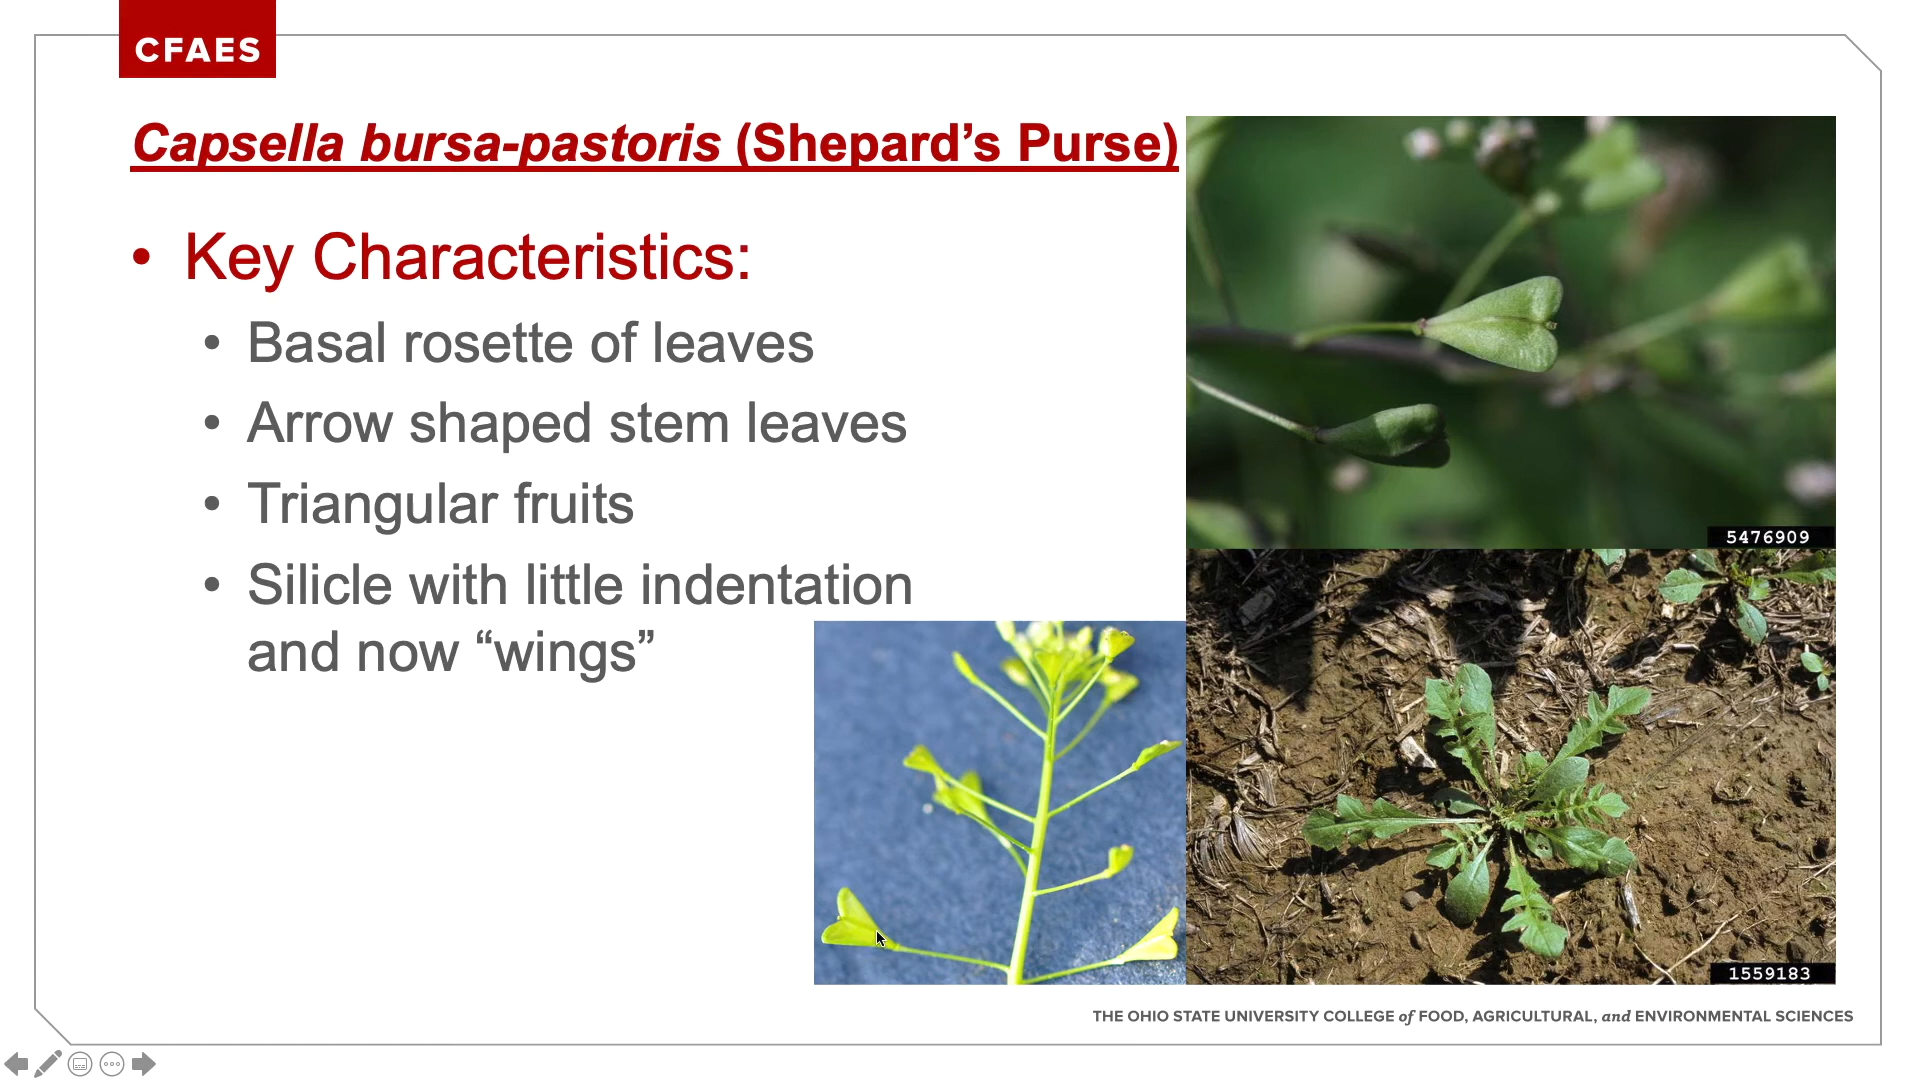 CFAES
Capsella bursa-pastoris (Shepard’s Purse)
• Key Characteristics:
• Basal rosette of leaves
• Arrow shaped stem leaves
• Triangular fruits
• Silicle with little indentation
and now “wings”
5476909
1559183
THE OHIO STATE UNIVERSITY COLLEGE of FOOD, AGRICULTURAL, and ENVIRONMENTAL SCIENCES